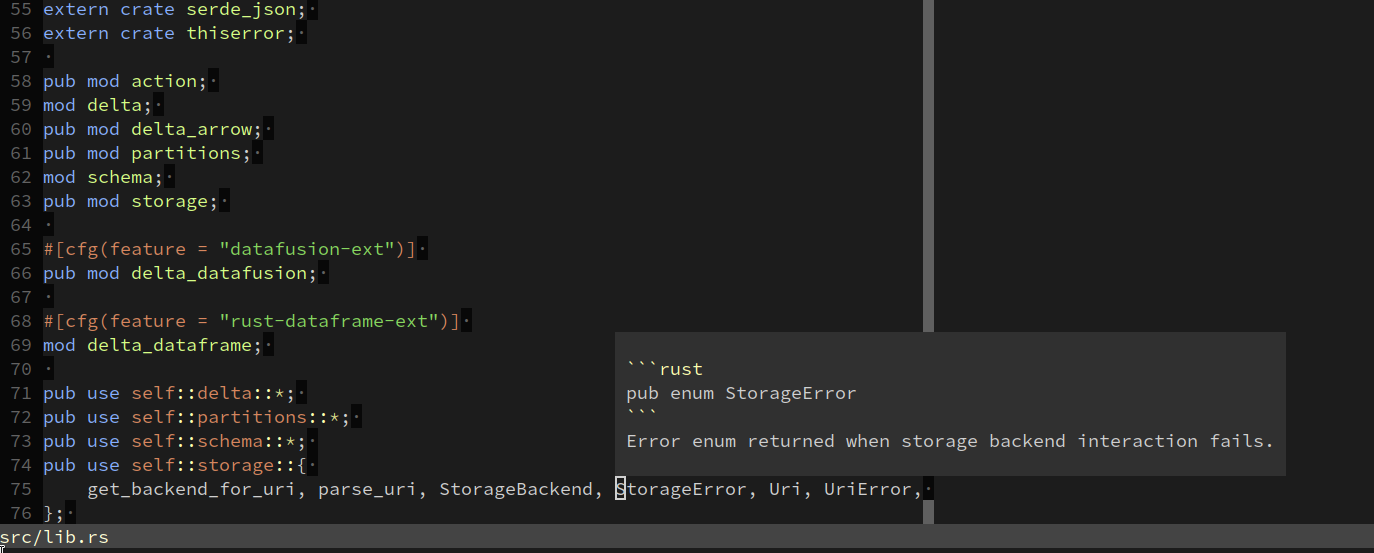 55 extern crate serde_json;·
56 extern crate thiserror;·
57 ·
58 pub mod action;·
59 mod delta;·
60 pub mod delta_arrow;·
61 pub mod partitions;·
62 mod schema;·
63 pub mod storage;·
64 ·
65 #[cfg(feature = "datafusion-ext")]·
66 pub mod delta_datafusion;·
67 ·
68 #[cfg(feature = "rust-dataframe-ext")]·
69 mod delta_dataframe;·
70 ·
71 pub use self::delta::*;·
72 pub use self::partitions::*;·
73 pub use self::schema::*;·
74 pub use self::storage::{·
```rust
pub enum StorageError
```
Error enum returned when storage backend interaction fails.
75     get_backend_for_uri, parse_uri, StorageBackend, StorageError, Uri, UriError,·
76 };·
src/lib.rs